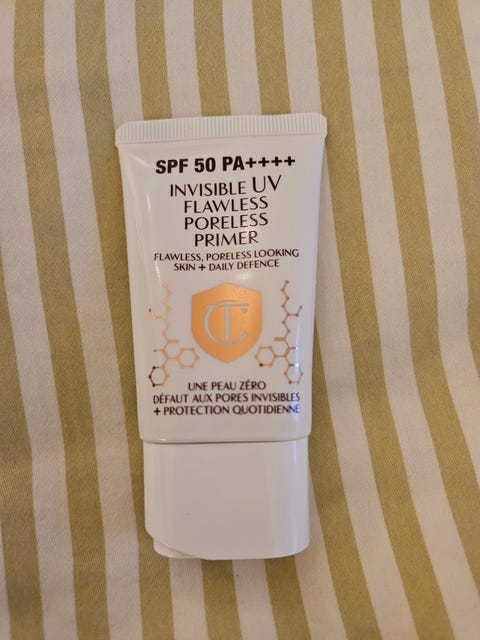 SPF 50 PA++++
INVISIBLE UV
FLAWLESS
PORELESS
PRIMER
FLAWLESS, PORELESS LOOKING
SKIN + DAILY DEFENCE
CT
UNE PEAU ZÉRO
DÉFAUT AUX PORES INVISIBLES
+ PROTECTION QUOTIDIENNE